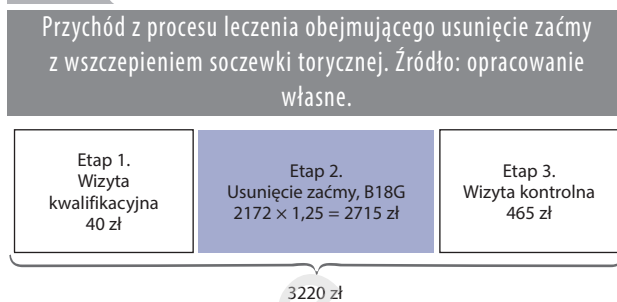 Przychód z procesu leczenia obejmującego usunięcie zaćmy
z wszczepieniem soczewki torycznej. Źródło: opracowanie
własne.
Etap 1.
Wizyta
kwalifikacyjna
40 zł
Etap 2.
Usunięcie zaćmy, B18G
2172 × 1,25 = 2715 zł
Etap 3.
Wizyta kontrolna
465 zł
3220 zł